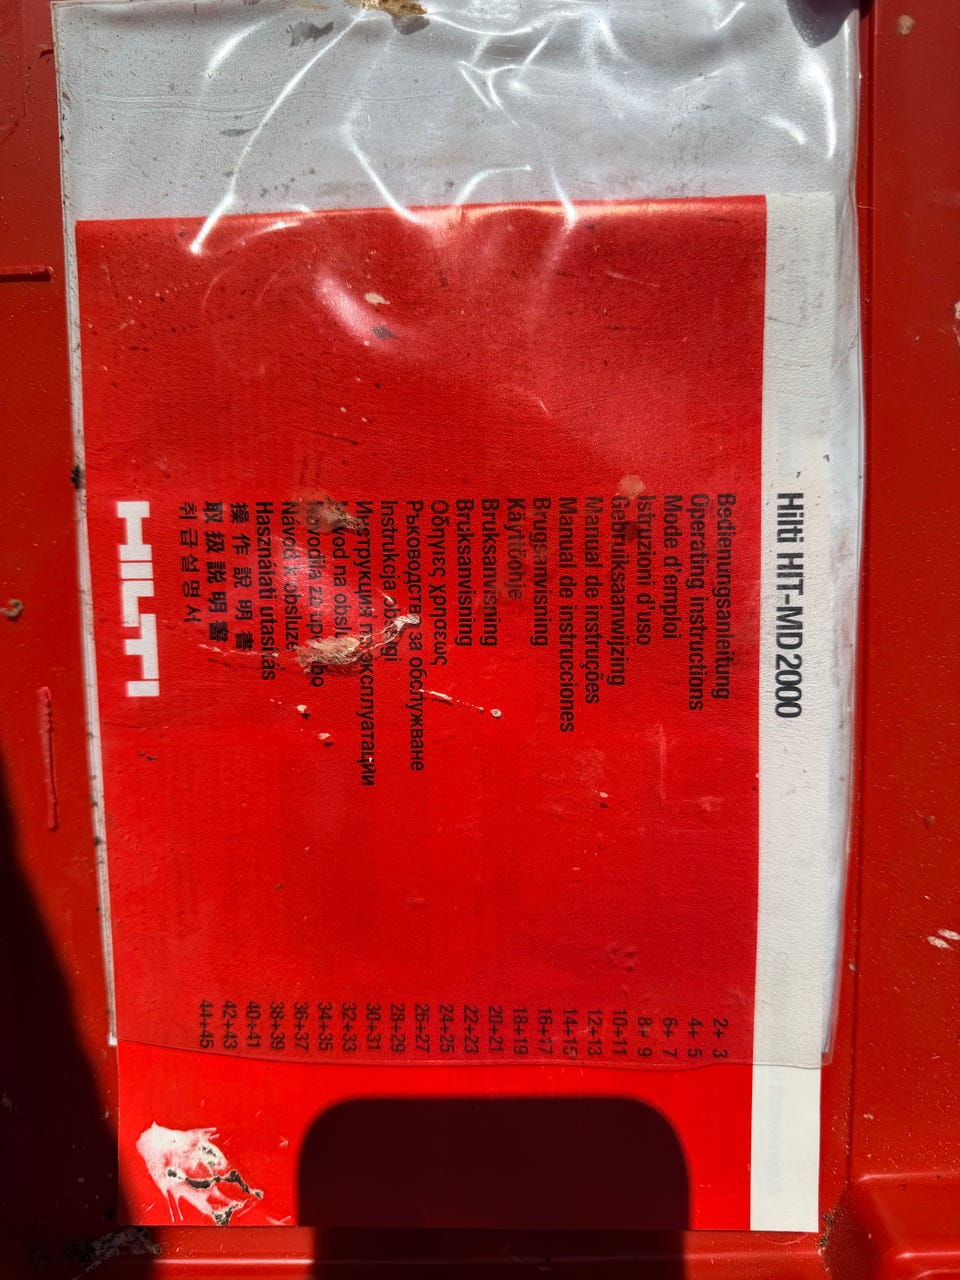 Hilti HIT-MD2000
Bedienungsanleitung 2+ 3
Operating instructions 4+ 5
Mode d'emploi 6+ 7
Istruzioni d'uso 8+ 9
Gebruiksaanwijzing 10+11
Manual de instruções 12+13
Manual de instrucciones 14+15
Brugsanvisning 16+17
Käyttöohje 18+19
Bruksanvisning 20+21
Bruksanvisning 22+23
Οδηγιες χρησεως 24+25
Ръководство за обслужване 26+27
Instrukcja obsługi 28+29
Инструкция по эксплуатации 30+31
Návod na obsluhu 32+33
Navodila za uporabo 34+35
Návod k obsluze 36+37
Használati utasítás 38+39
操作説明書 40+41
取扱説明書 42+43
취급설명서 44+45
HILTI